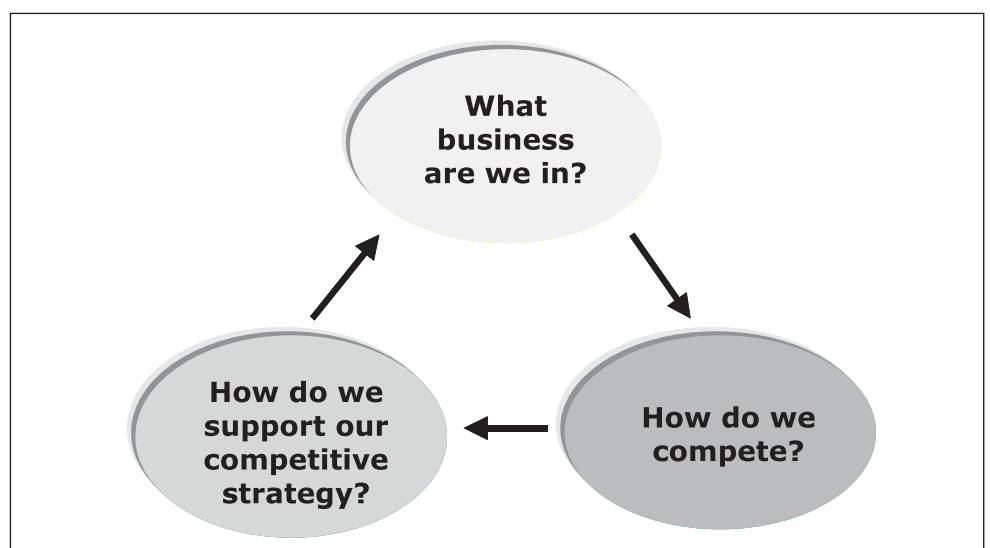 What
business
are we in?
How do we
compete?
How do we
support our
competitive
strategy?